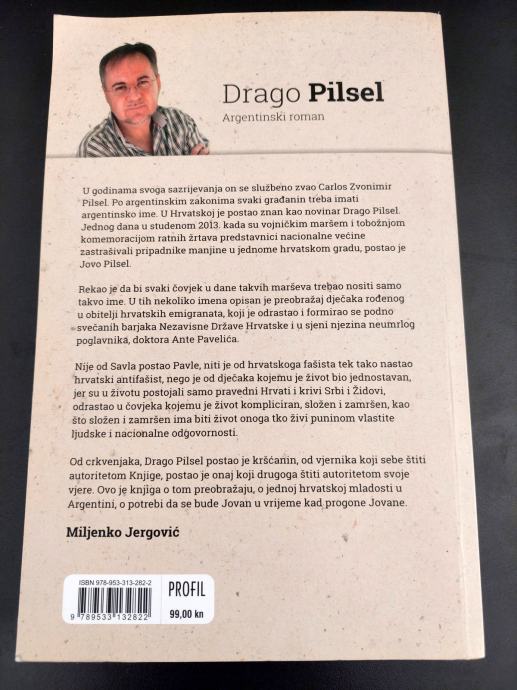 Drago Pilsel
Argentinski roman
U godinama svoga sazrijevanja on se službeno zvao Carlos Zvonimir
Pilsel. Po argentinskim zakonima svaki građanin treba imati
argentinsko ime. U Hrvatskoj je postao znan kao novinar Drago Pilsel.
Jednog dana u studenom 2013. kada su vojničkim maršem i tobožnjom
komemoracijom ratnih žrtava predstavnici nacionalne većine
zastrašivali pripadnike manjine u jednome hrvatskom gradu, postao je
Jovo Pilsel.
Rekao je da bi svaki čovjek u dane takvih marševa trebao nositi samo
takvo ime. U tih nekoliko imena opisan je preobražaj dječaka rođenog
u obitelji hrvatskih emigranata, koji je odrastao i formirao se podno
svečanih barjaka Nezavisne Države Hrvatske i u sjeni njezina neumrlog
poglavnika, doktora Ante Pavelića.
Nije od Savla postao Pavle, niti je od hrvatskoga fašista tek tako nastao
hrvatski antifašist, nego je od dječaka kojemu je život bio jednostavan,
jer su u životu postojali samo pravedni Hrvati i krivi Srbi i Židovi,
odrastao u čovjeka kojemu je život kompliciran, složen i zamršen, kao
što složen i zamršen ima biti život onoga tko živi puninom vlastite
ljudske i nacionalne odgovornosti.
Od crkvenjaka, Drago Pilsel postao je kršćanin, od vjernika koji sebe štiti
autoritetom Knjige, postao je onaj koji drugoga štiti autoritetom svoje
vjere. Ovo je knjiga o tom preobražaju, o jednoj hrvatskoj mladosti u
Argentini, o potrebi da se bude Jovan u vrijeme kad progone Jovane.
Miljenko Jergović
ISBN 978-953-313-282-2
9 789533 132822
PROFIL
99,00 kn